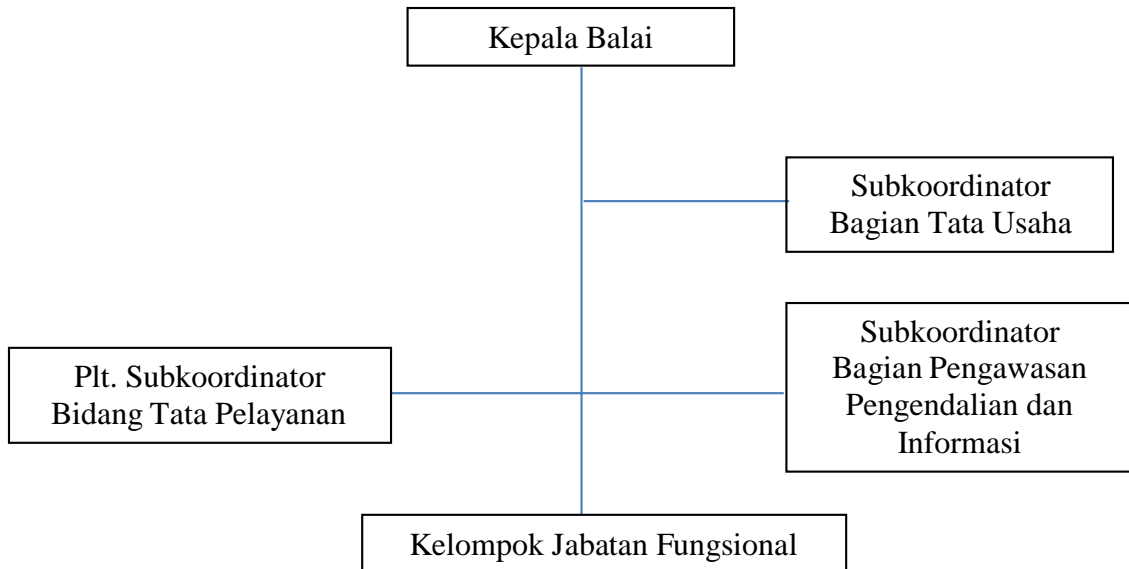 Kepala Balai
Subkoordinator
Bagian Tata Usaha
Plt. Subkoordinator
Bidang Tata Pelayanan
Subkoordinator
Bagian Pengawasan
Pengendalian dan
Informasi
Kelompok Jabatan Fungsional